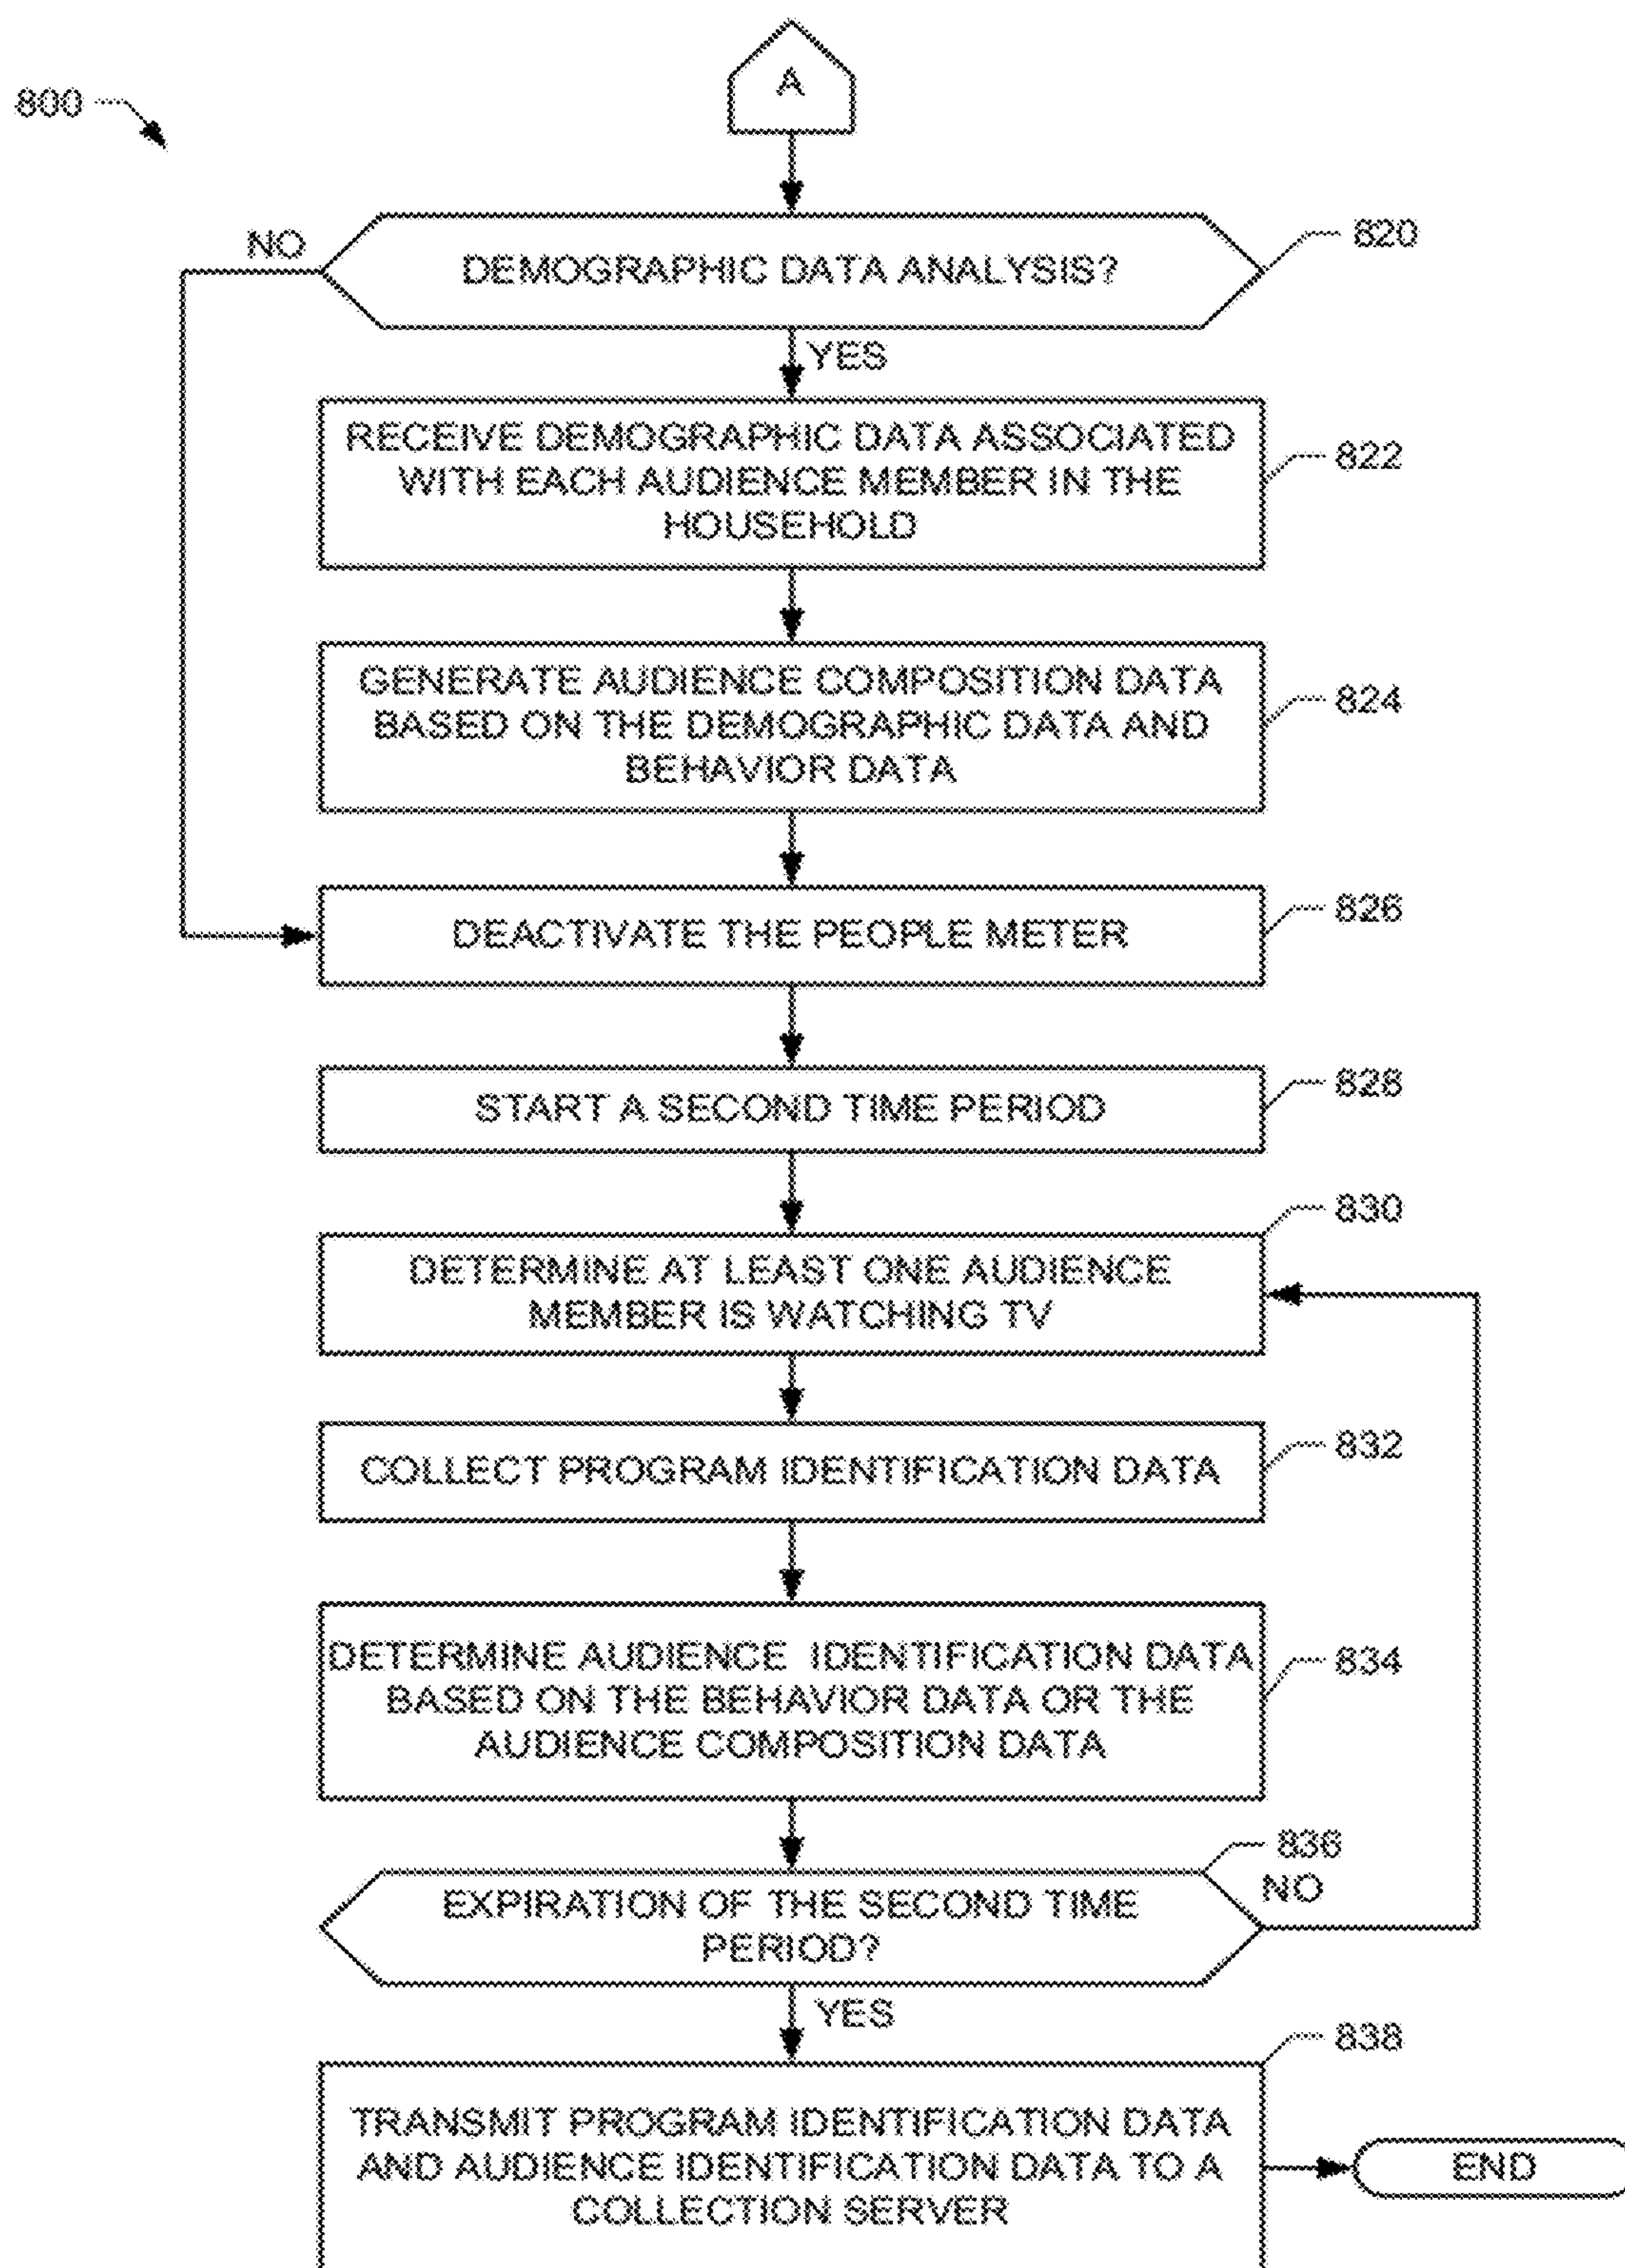 A
800
820
NO
DEMOGRAPHIC DATA ANALYSIS?
YES
RECEIVE DEMOGRAPHIC DATA ASSOCIATED
WITH EACH AUDIENCE MEMBER IN THE
HOUSEHOLD
822
GENERATE AUDIENCE COMPOSITION DATA
BASED ON THE DEMOGRAPHIC DATA AND
BEHAVIOR DATA
824
DEACTIVATE THE PEOPLE METER
826
START A SECOND TIME PERIOD
828
830
DETERMINE AT LEAST ONE AUDIENCE
MEMBER IS WATCHING TV
COLLECT PROGRAM IDENTIFICATION DATA
832
DETERMINE AUDIENCE IDENTIFICATION DATA
BASED ON THE BEHAVIOR DATA OR THE
AUDIENCE COMPOSITION DATA
834
836
NO
EXPIRATION OF THE SECOND TIME
PERIOD?
YES
838
TRANSMIT PROGRAM IDENTIFICATION DATA
AND AUDIENCE IDENTIFICATION DATA TO A
COLLECTION SERVER
END